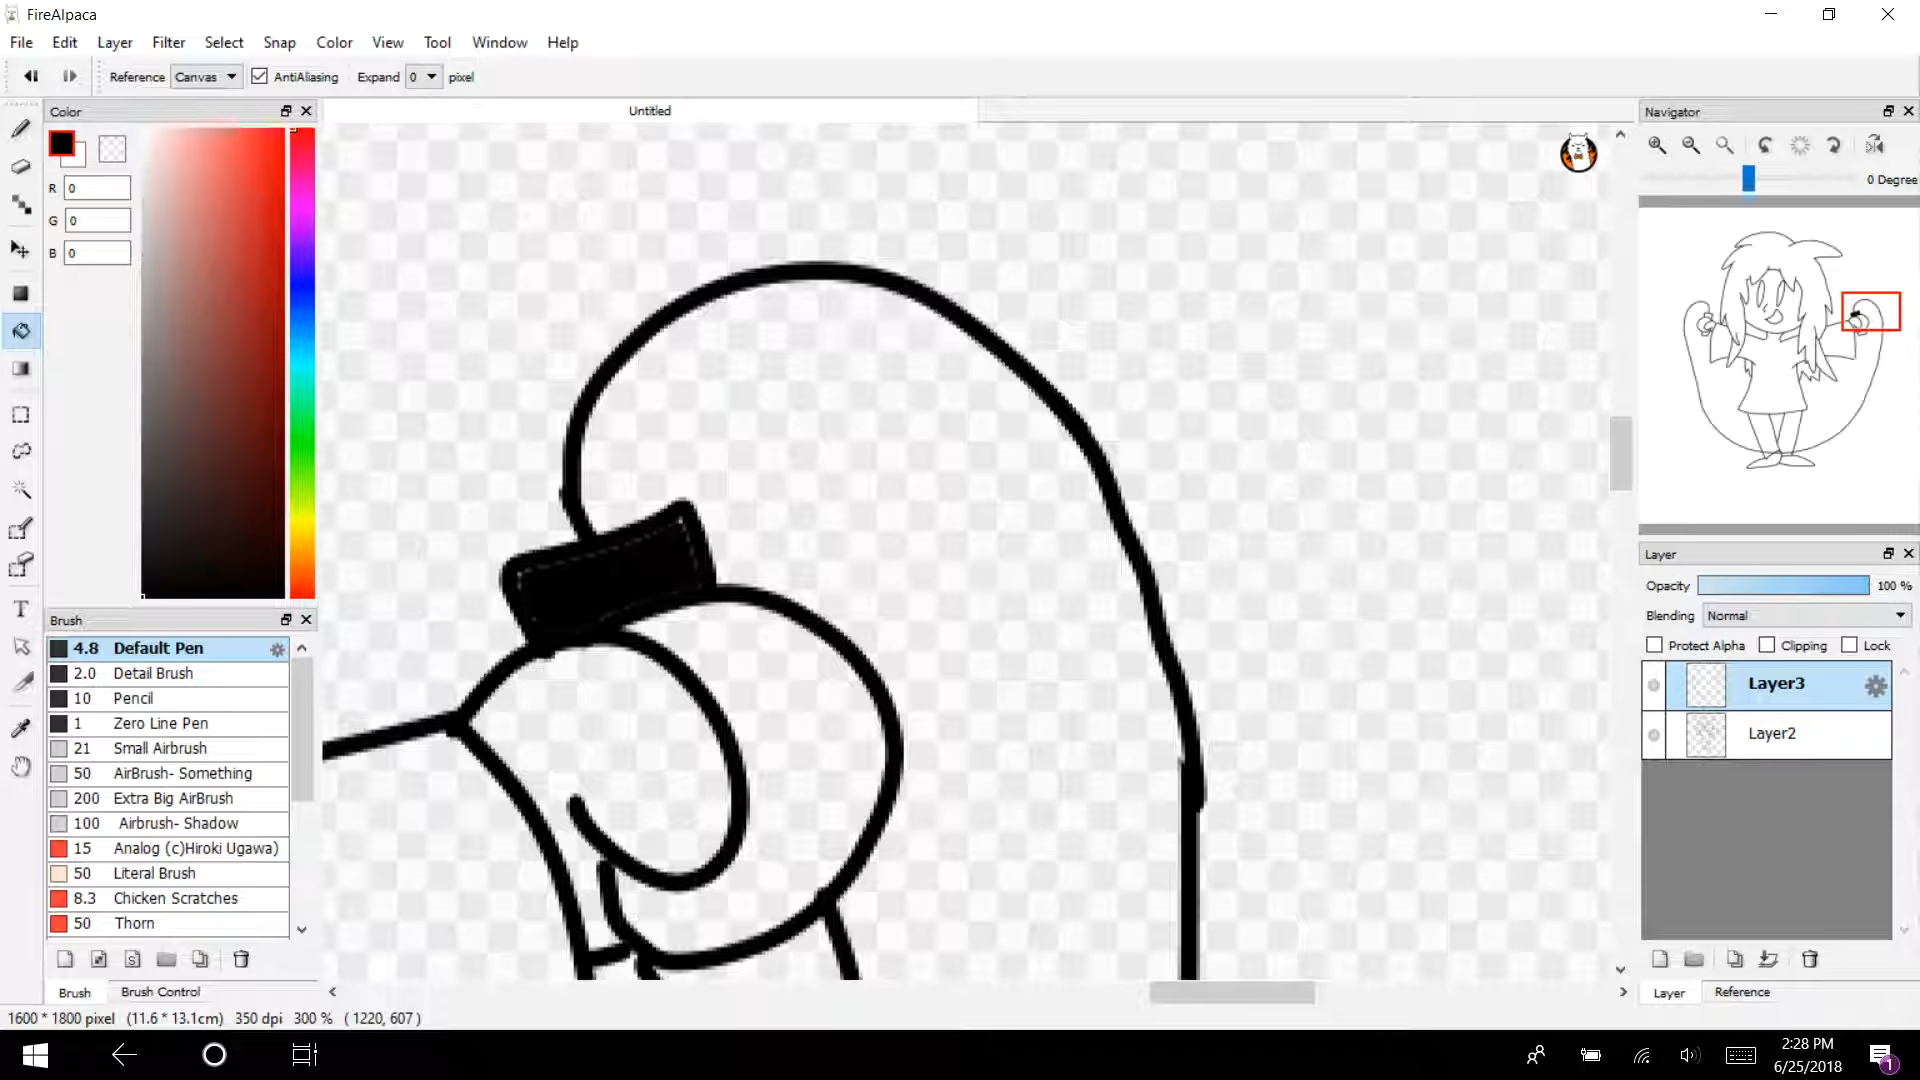 FireAlpaca
File Edit Layer Filter Select Snap Color View Tool Window Help
Reference Canvas AntiAliasing Expand 0 pixel
Color
R 0
G 0
B 0
Untitled
Navigator
0 Degree
Brush
4.8 Default Pen
2.0 Detail Brush
10 Pencil
1 Zero Line Pen
21 Small Airbrush
50 AirBrush- Something
200 Extra Big AirBrush
100 Airbrush- Shadow
15 Analog (c)Hiroki Ugawa)
50 Literal Brush
8.3 Chicken Scratches
50 Thorn
Brush Brush Control
Layer
Opacity 100 %
Blending Normal
Protect Alpha Clipping Lock
Layer3
Layer2
Layer Reference
1600 * 1800 pixel (11.6 * 13.1cm) 350 dpi 300 % ( 1220, 607 )
2:28 PM
6/25/2018
1